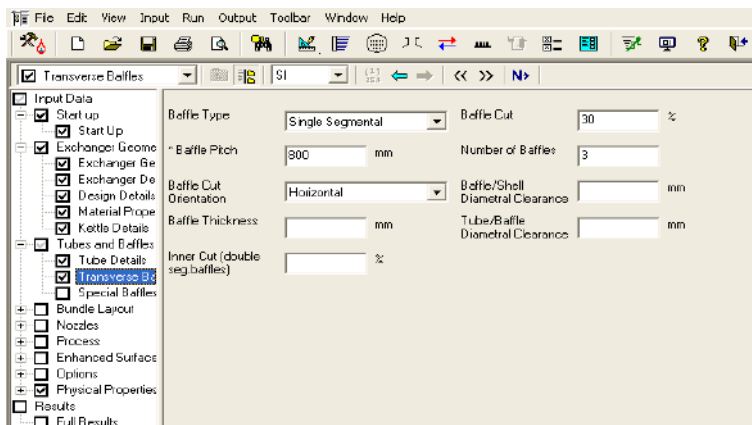 File Edit View Input Run Output Toolbar Window Help
Transverse Baffles SI N>
Input Data
Start up
Start Up
Exchanger Geome
Exchanger Ge
Exchanger De
Design Details
Material Prope
Kettle Details
Tubes and Baffles
Tube Details
Transverse Ba
Special Baffles
Bundle Layout
Nozzles
Process
Enhanced Surface
Options
Physical Properties
Results
Full Results
Baffle Type Single Segmental Baffle Cut 30 %
* Baffle Pitch 800 mm Number of Baffles 3
Baffle Cut Orientation Horizontal Baffle/Shell Diametral Clearance mm
Baffle Thickness mm Tube/Baffle Diametral Clearance mm
Inner Cut (double seg.baffles) %